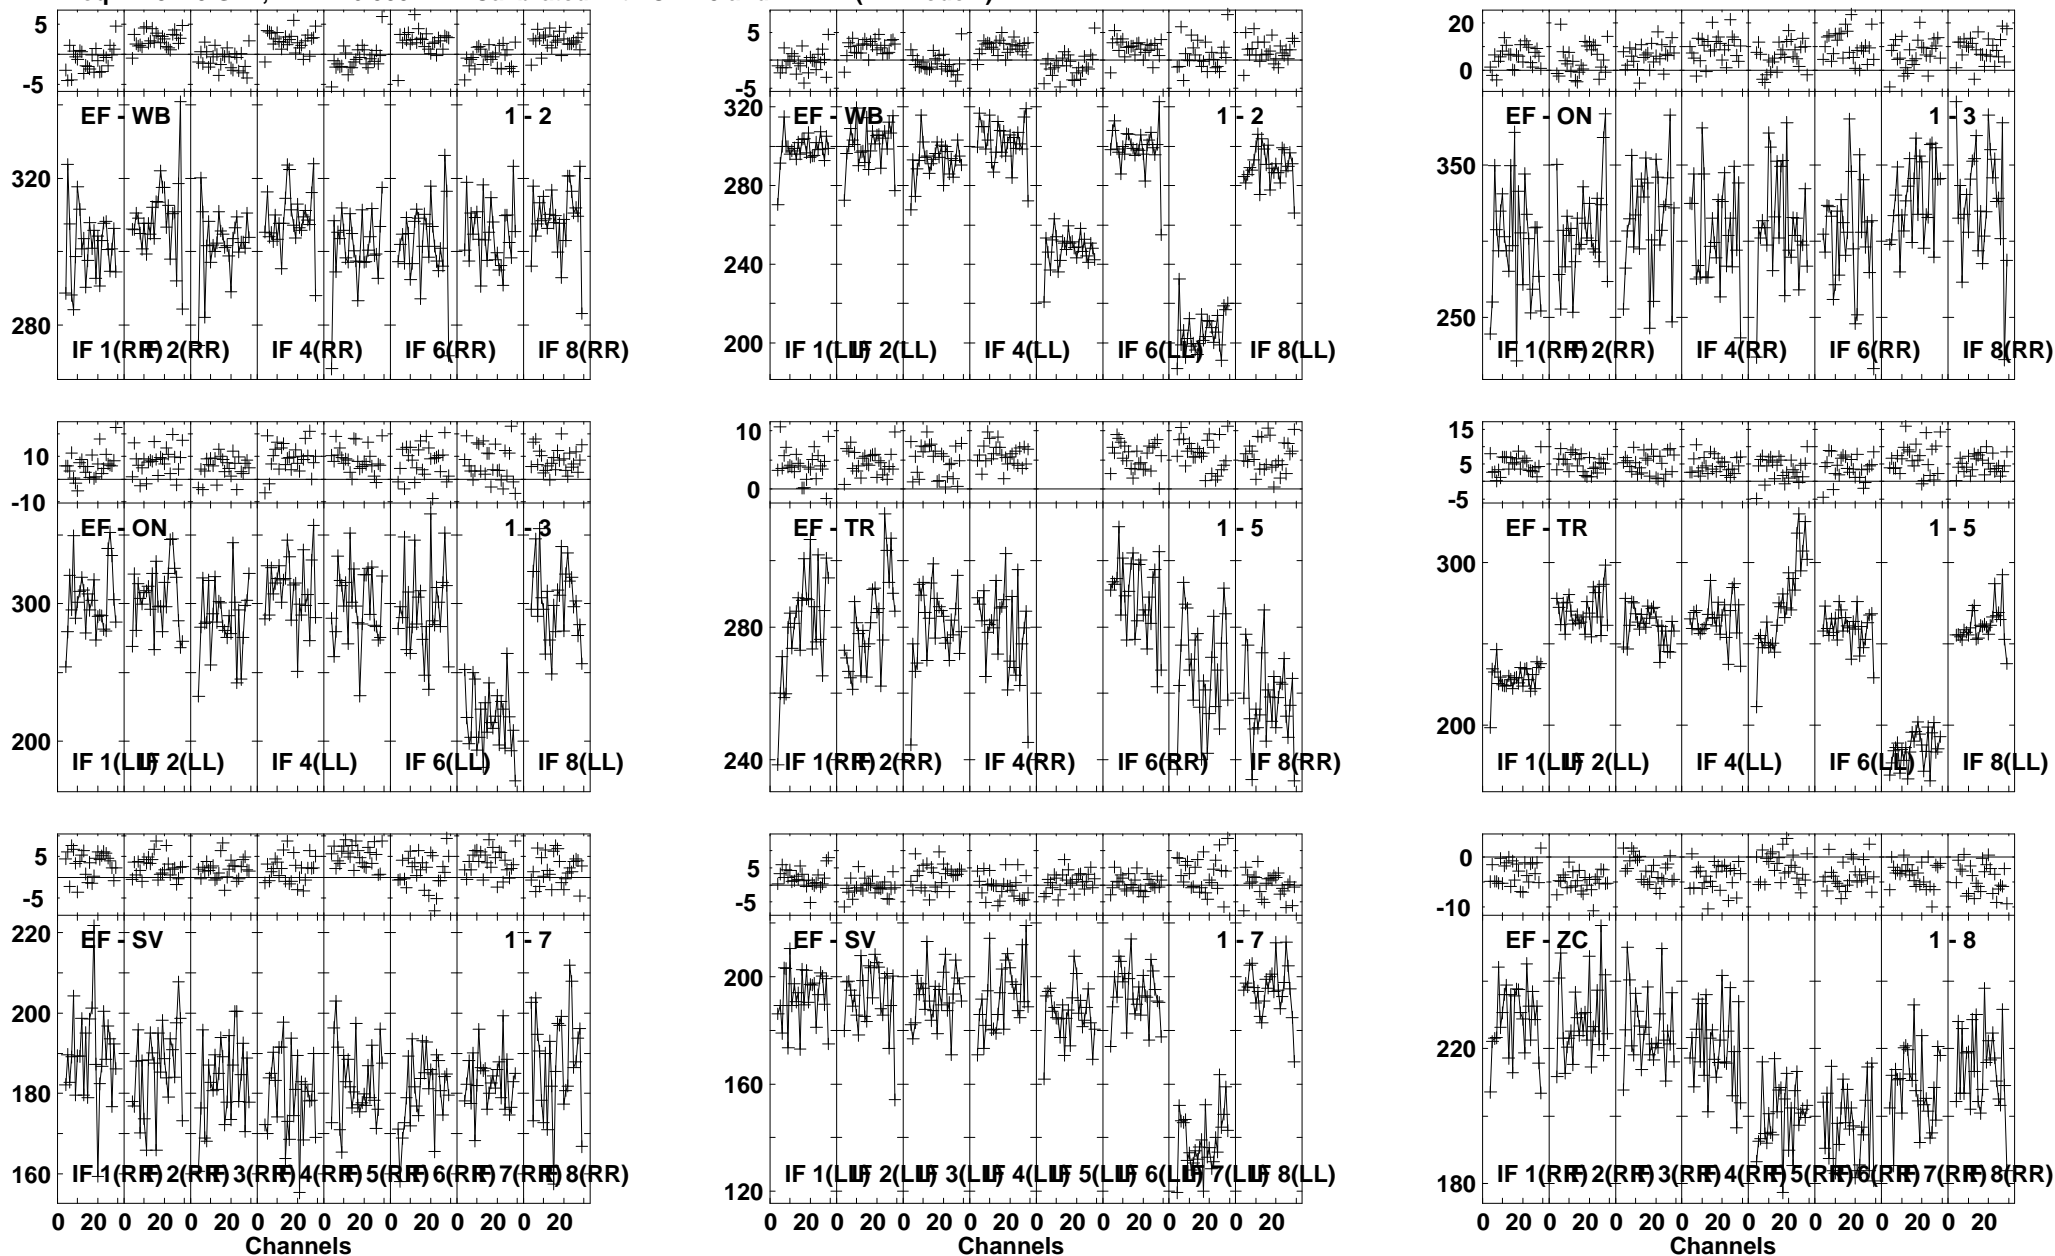 5
-5
EF - WB 1 - 2
320
280
IF 1(RR) IF 2(RR) IF 4(RR) IF 6(RR) IF 8(RR)
5
-5
EF - WB 1 - 2
320
280
240
200
IF 1(LL) IF 2(LL) IF 4(LL) IF 6(LL) IF 8(LL)
20
0
EF - ON 1 - 3
350
250
IF 1(RR) IF 2(RR) IF 4(RR) IF 6(RR) IF 8(RR)
10
-10
EF - ON 1 - 3
300
200
IF 1(LL) IF 2(LL) IF 4(LL) IF 6(LL) IF 8(LL)
10
0
EF - TR 1 - 5
280
240
IF 1(RR) IF 2(RR) IF 4(RR) IF 6(RR) IF 8(RR)
15
5
-5
EF - TR 1 - 5
300
200
IF 1(LL) IF 2(LL) IF 4(LL) IF 6(LL) IF 8(LL)
5
-5
EF - SV 1 - 7
220
200
180
160
IF 1(RR) IF 2(RR) IF 3(RR) IF 4(RR) IF 5(RR) IF 6(RR) IF 7(RR) IF 8(RR)
0 20 0 20 0 20 0 20 0 20 0 20 0 20 0 20
Channels
5
-5
EF - SV 1 - 7
200
160
120
IF 1(LL) IF 2(LL) IF 3(LL) IF 4(LL) IF 5(LL) IF 6(LL) IF 7(LL) IF 8(LL)
0 20 0 20 0 20 0 20 0 20 0 20 0 20 0 20
Channels
0
-10
EF - ZC 1 - 8
220
180
IF 1(RR) IF 2(RR) IF 3(RR) IF 4(RR) IF 5(RR) IF 6(RR) IF 7(RR) IF 8(RR)
0 20 0 20 0 20 0 20 0 20 0 20 0 20 0 20
Channels